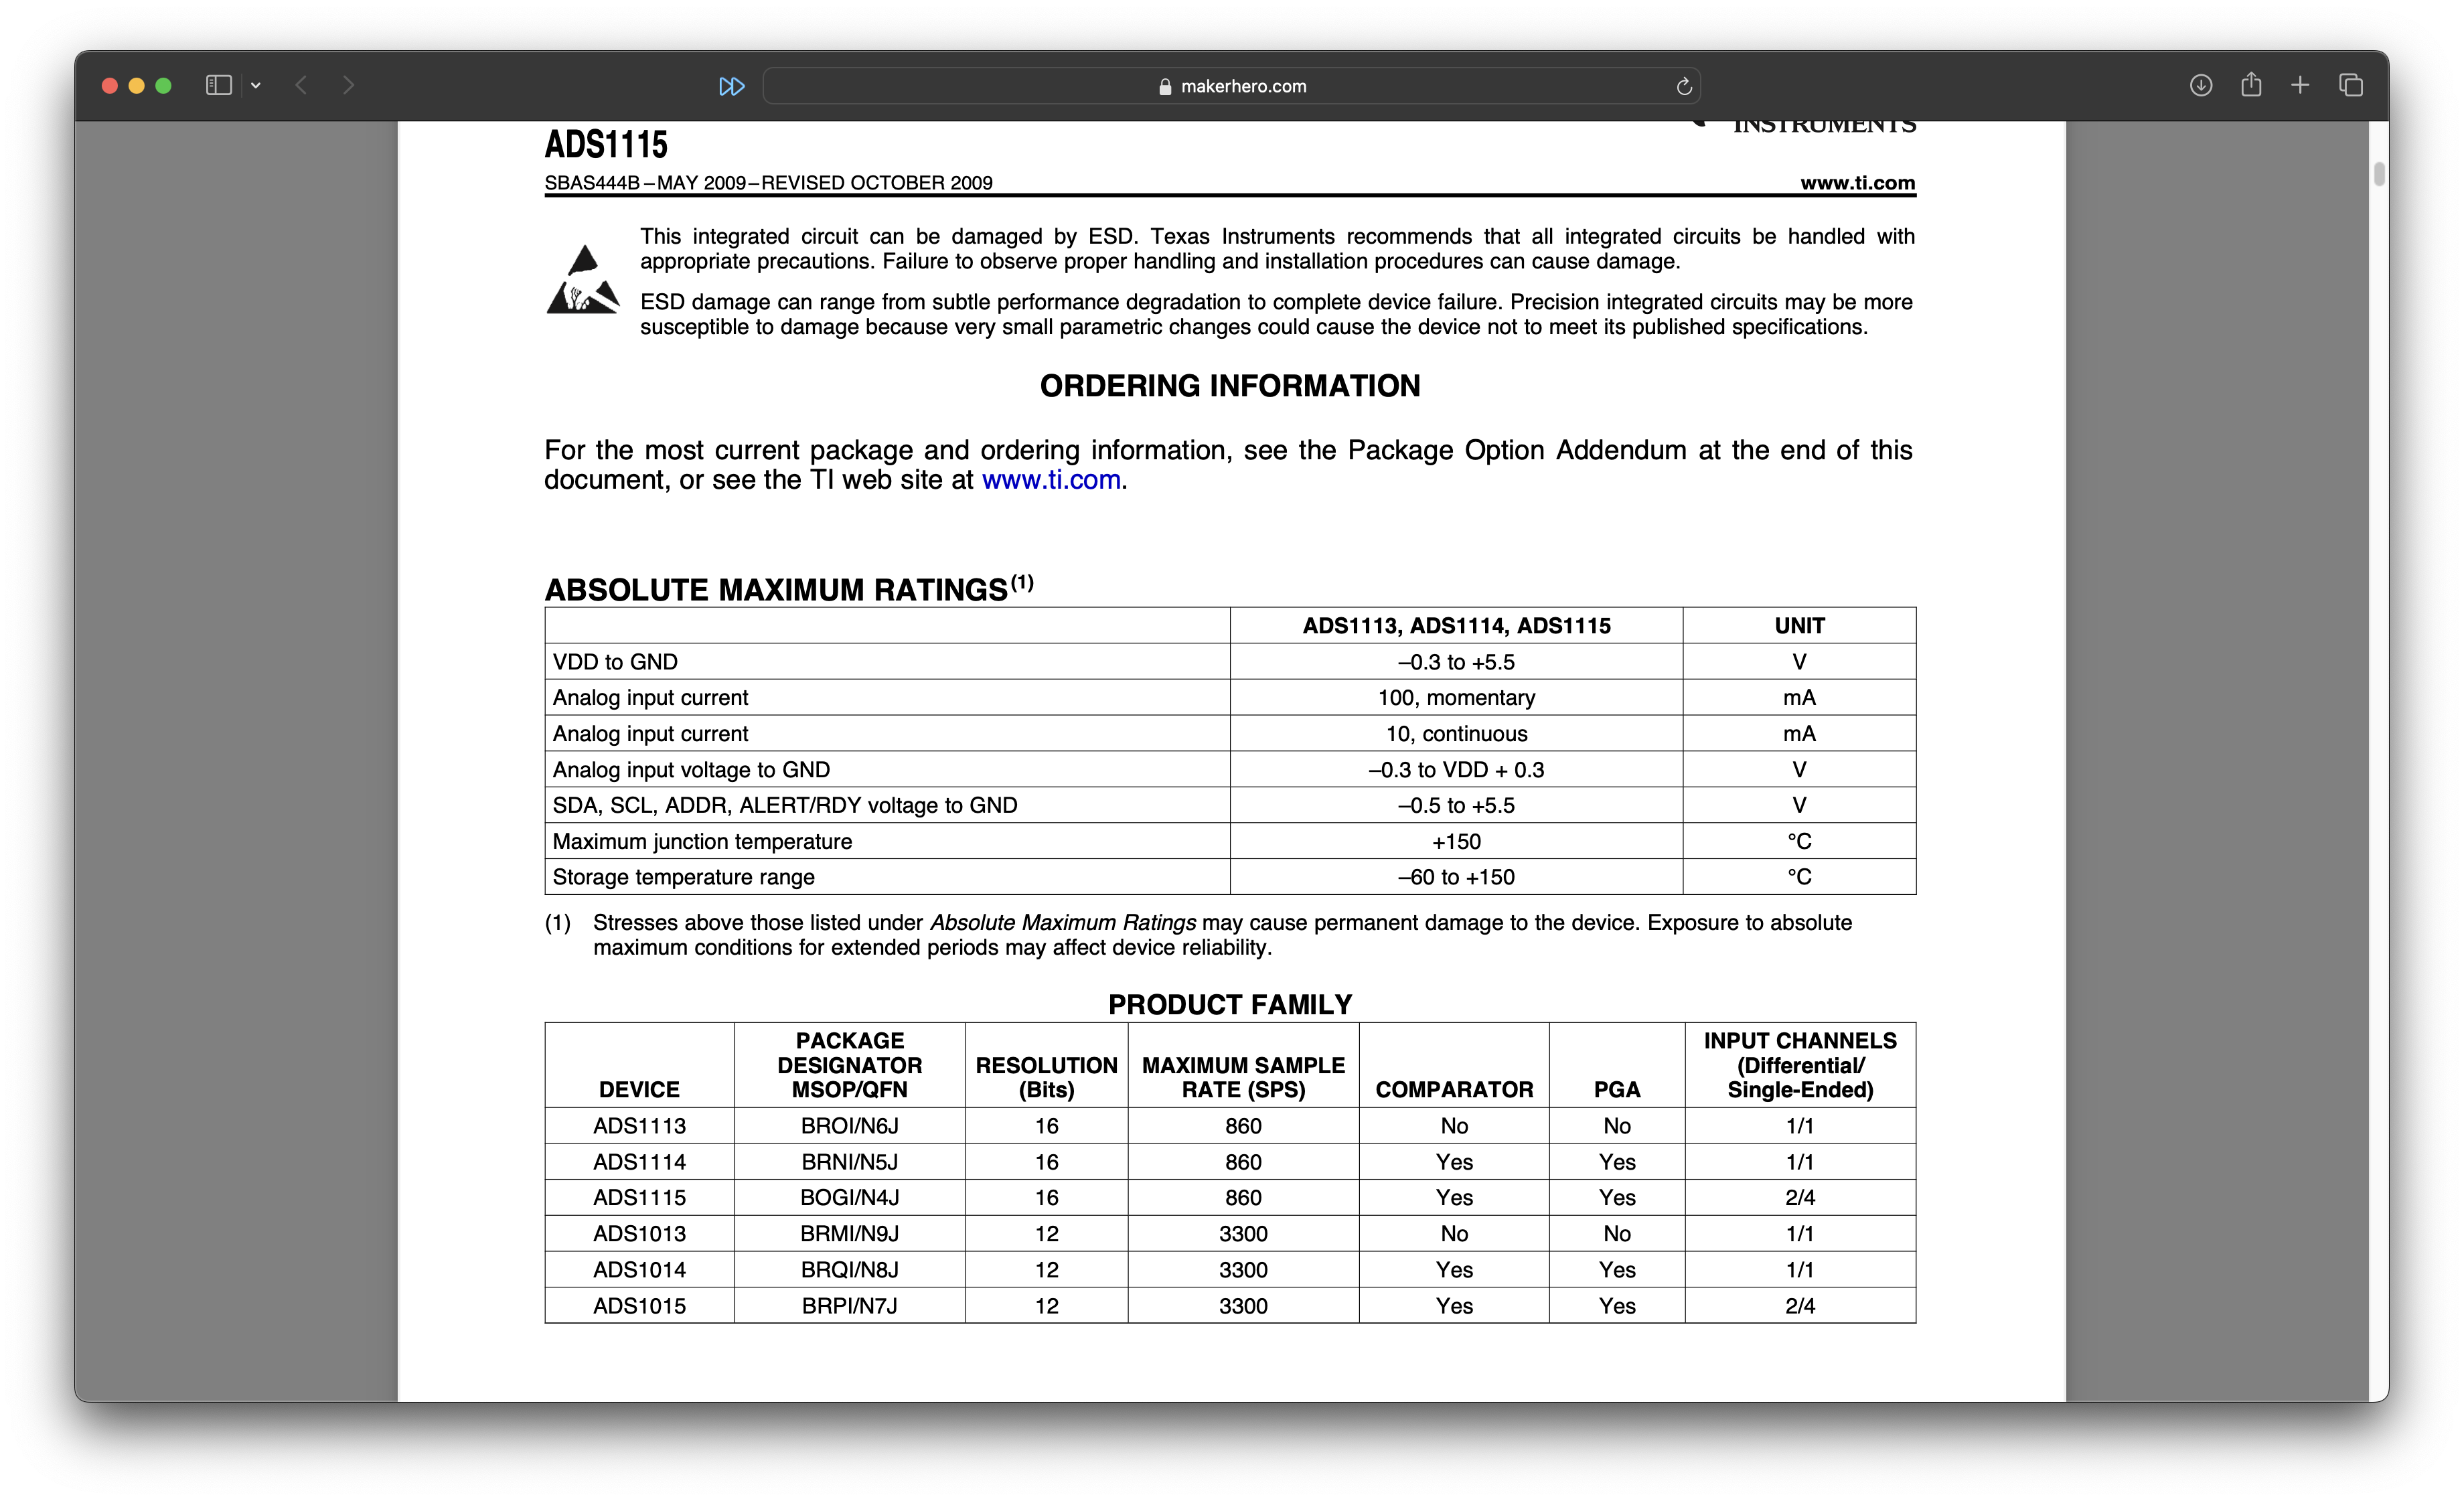 makerhero.com
INSTRUMENTS
ADS1115
SBAS444B–MAY 2009–REVISED OCTOBER 2009 www.ti.com
This integrated circuit can be damaged by ESD. Texas Instruments recommends that all integrated circuits be handled with
appropriate precautions. Failure to observe proper handling and installation procedures can cause damage.
ESD damage can range from subtle performance degradation to complete device failure. Precision integrated circuits may be more
susceptible to damage because very small parametric changes could cause the device not to meet its published specifications.
ORDERING INFORMATION
For the most current package and ordering information, see the Package Option Addendum at the end of this
document, or see the TI web site at www.ti.com.
ABSOLUTE MAXIMUM RATINGS(1)
ADS1113, ADS1114, ADS1115 UNIT
VDD to GND –0.3 to +5.5 V
Analog input current 100, momentary mA
Analog input current 10, continuous mA
Analog input voltage to GND –0.3 to VDD + 0.3 V
SDA, SCL, ADDR, ALERT/RDY voltage to GND –0.5 to +5.5 V
Maximum junction temperature +150 °C
Storage temperature range –60 to +150 °C
(1) Stresses above those listed under Absolute Maximum Ratings may cause permanent damage to the device. Exposure to absolute
maximum conditions for extended periods may affect device reliability.
PRODUCT FAMILY
PACKAGE INPUT CHANNELS
DESIGNATOR RESOLUTION MAXIMUM SAMPLE (Differential/
DEVICE MSOP/QFN (Bits) RATE (SPS) COMPARATOR PGA Single-Ended)
ADS1113 BROI/N6J 16 860 No No 1/1
ADS1114 BRNI/N5J 16 860 Yes Yes 1/1
ADS1115 BOGI/N4J 16 860 Yes Yes 2/4
ADS1013 BRMI/N9J 12 3300 No No 1/1
ADS1014 BRQI/N8J 12 3300 Yes Yes 1/1
ADS1015 BRPI/N7J 12 3300 Yes Yes 2/4